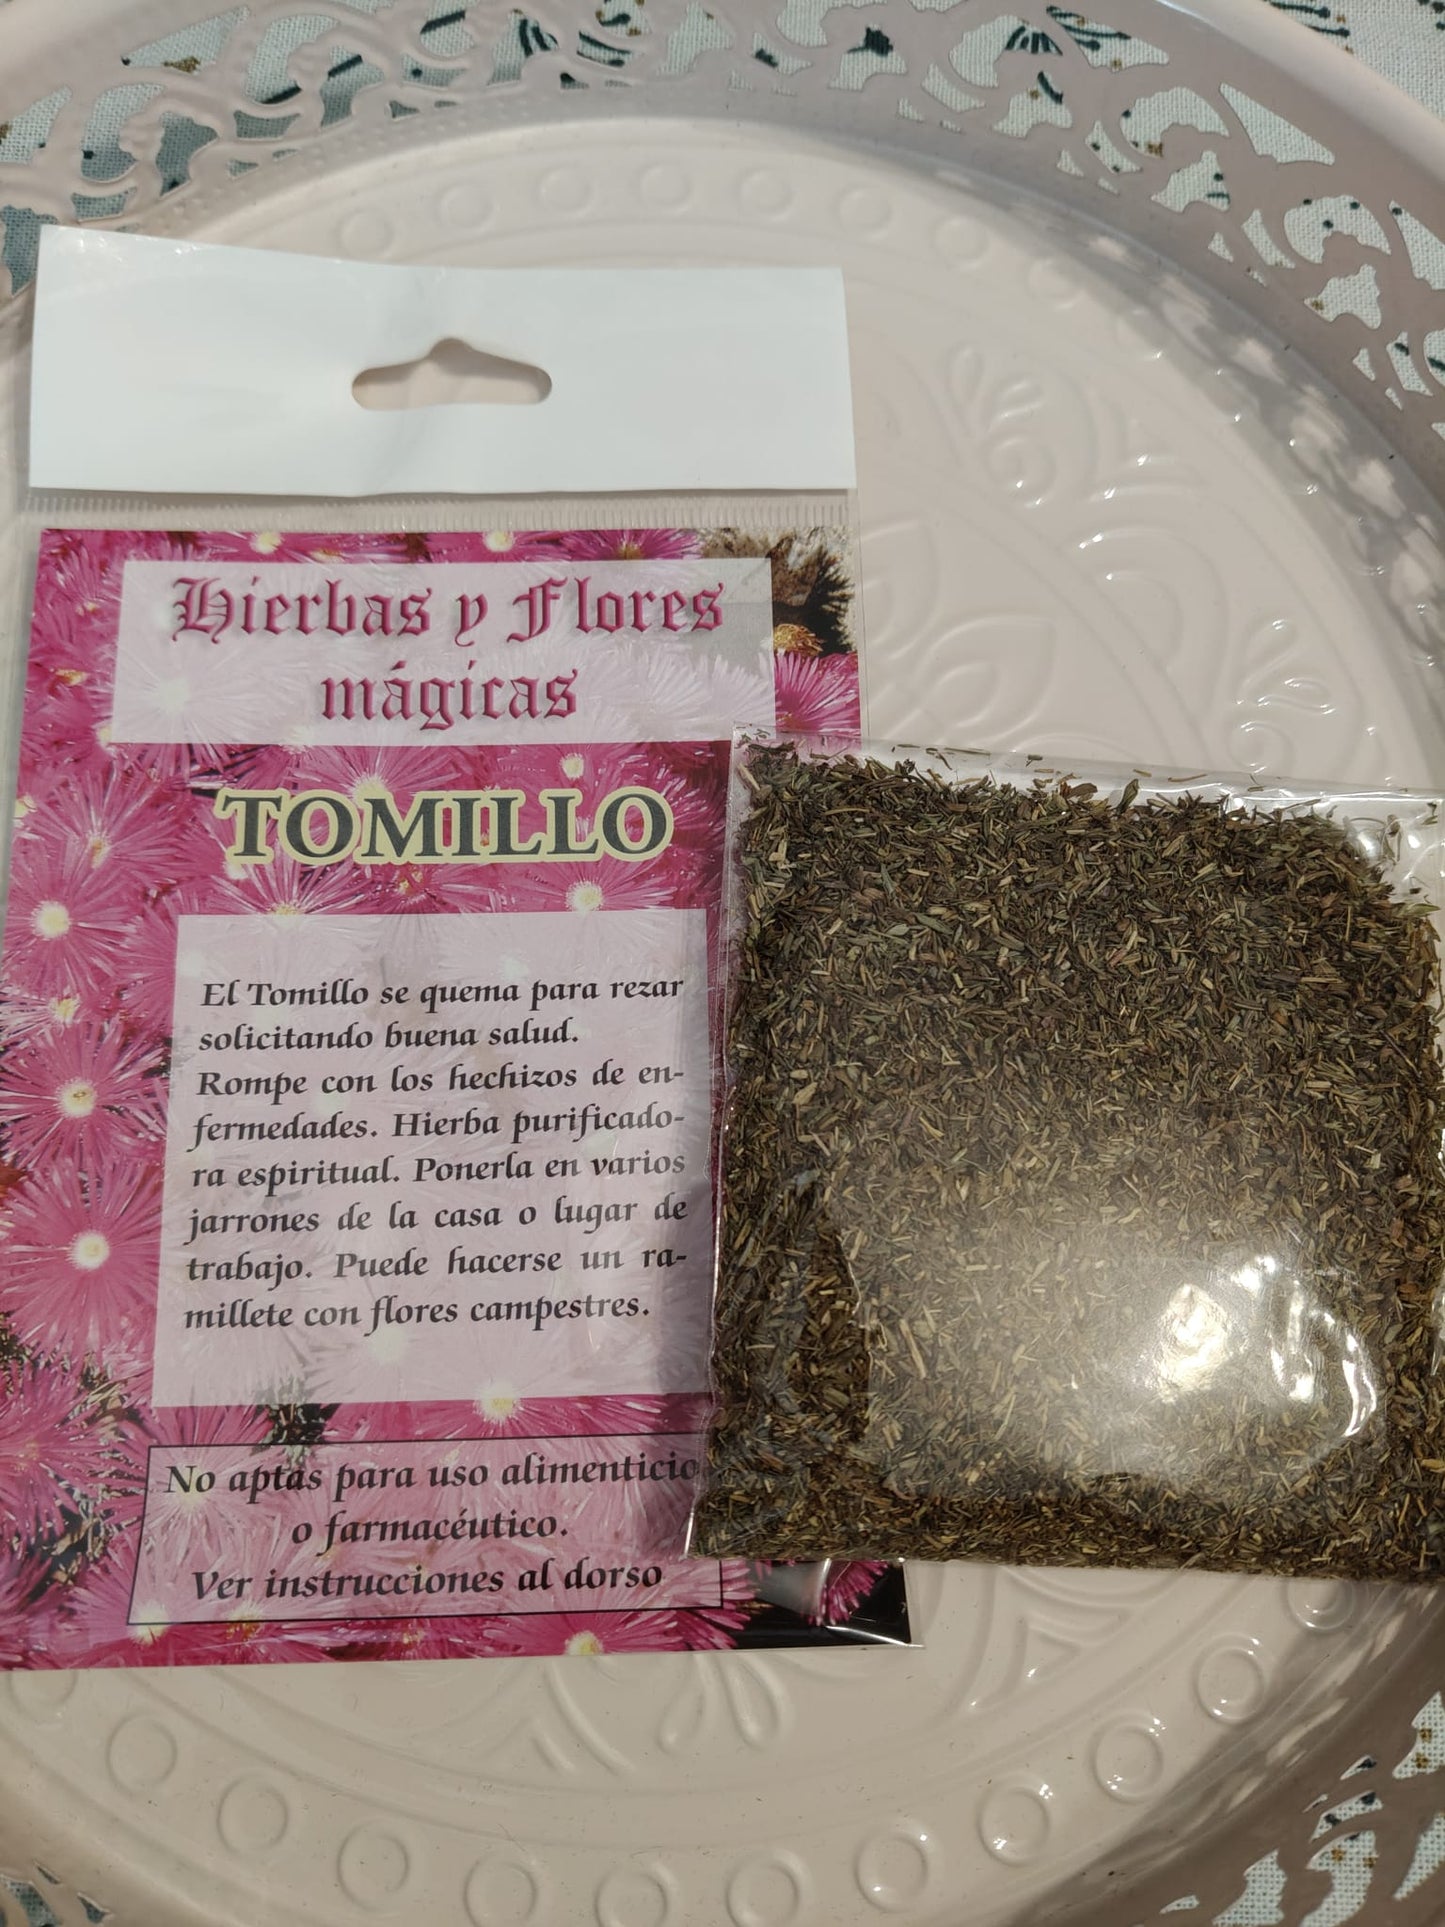 Hierbas y Flores
mágicas
TOMILLO
El Tomillo se quema para rezar
solicitando buena salud.
Rompe con los hechizos de en-
fermedades. Hierba purificado-
ra espiritual. Ponerla en varios
jarrones de la casa o lugar de
trabajo. Puede hacerse un ra-
millete con flores campestres.
No aptas para uso alimenticio
o farmacéutico.
Ver instrucciones al dorso